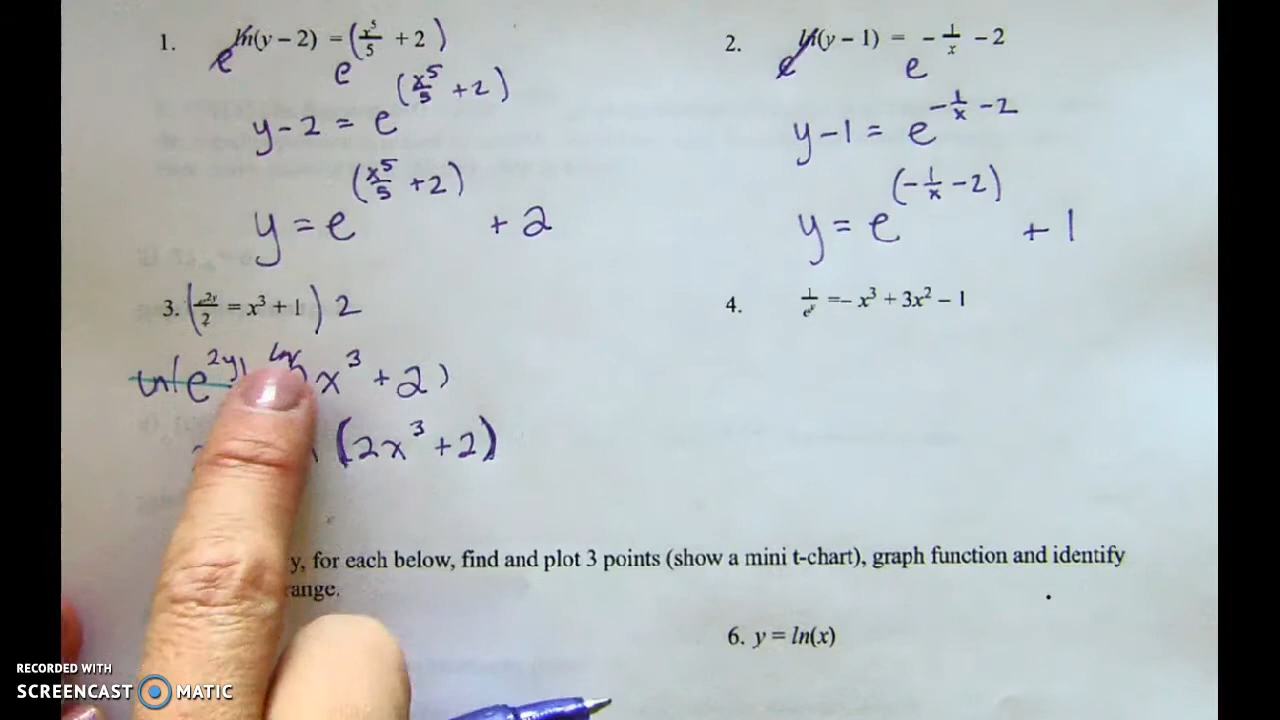 1. e ln(y – 2) = e (x⁵/5 + 2)
y - 2 = e (x⁵/5 + 2)
y = e (x⁵/5 + 2) + 2
2. e ln(y – 1) = e - 1/x - 2
y - 1 = e - 1/x - 2
y = e (- 1/x - 2) + 1
3. (e²ʸ/2 = x³ + 1) 2
ln(e²ʸ) ln x³ + 2)
(2x³ + 2)
4. 1/eʸ = – x³ + 3x² – 1
y, for each below, find and plot 3 points (show a mini t-chart), graph function and identify
range.
6. y = ln(x)
RECORDED WITH
SCREENCAST MATIC